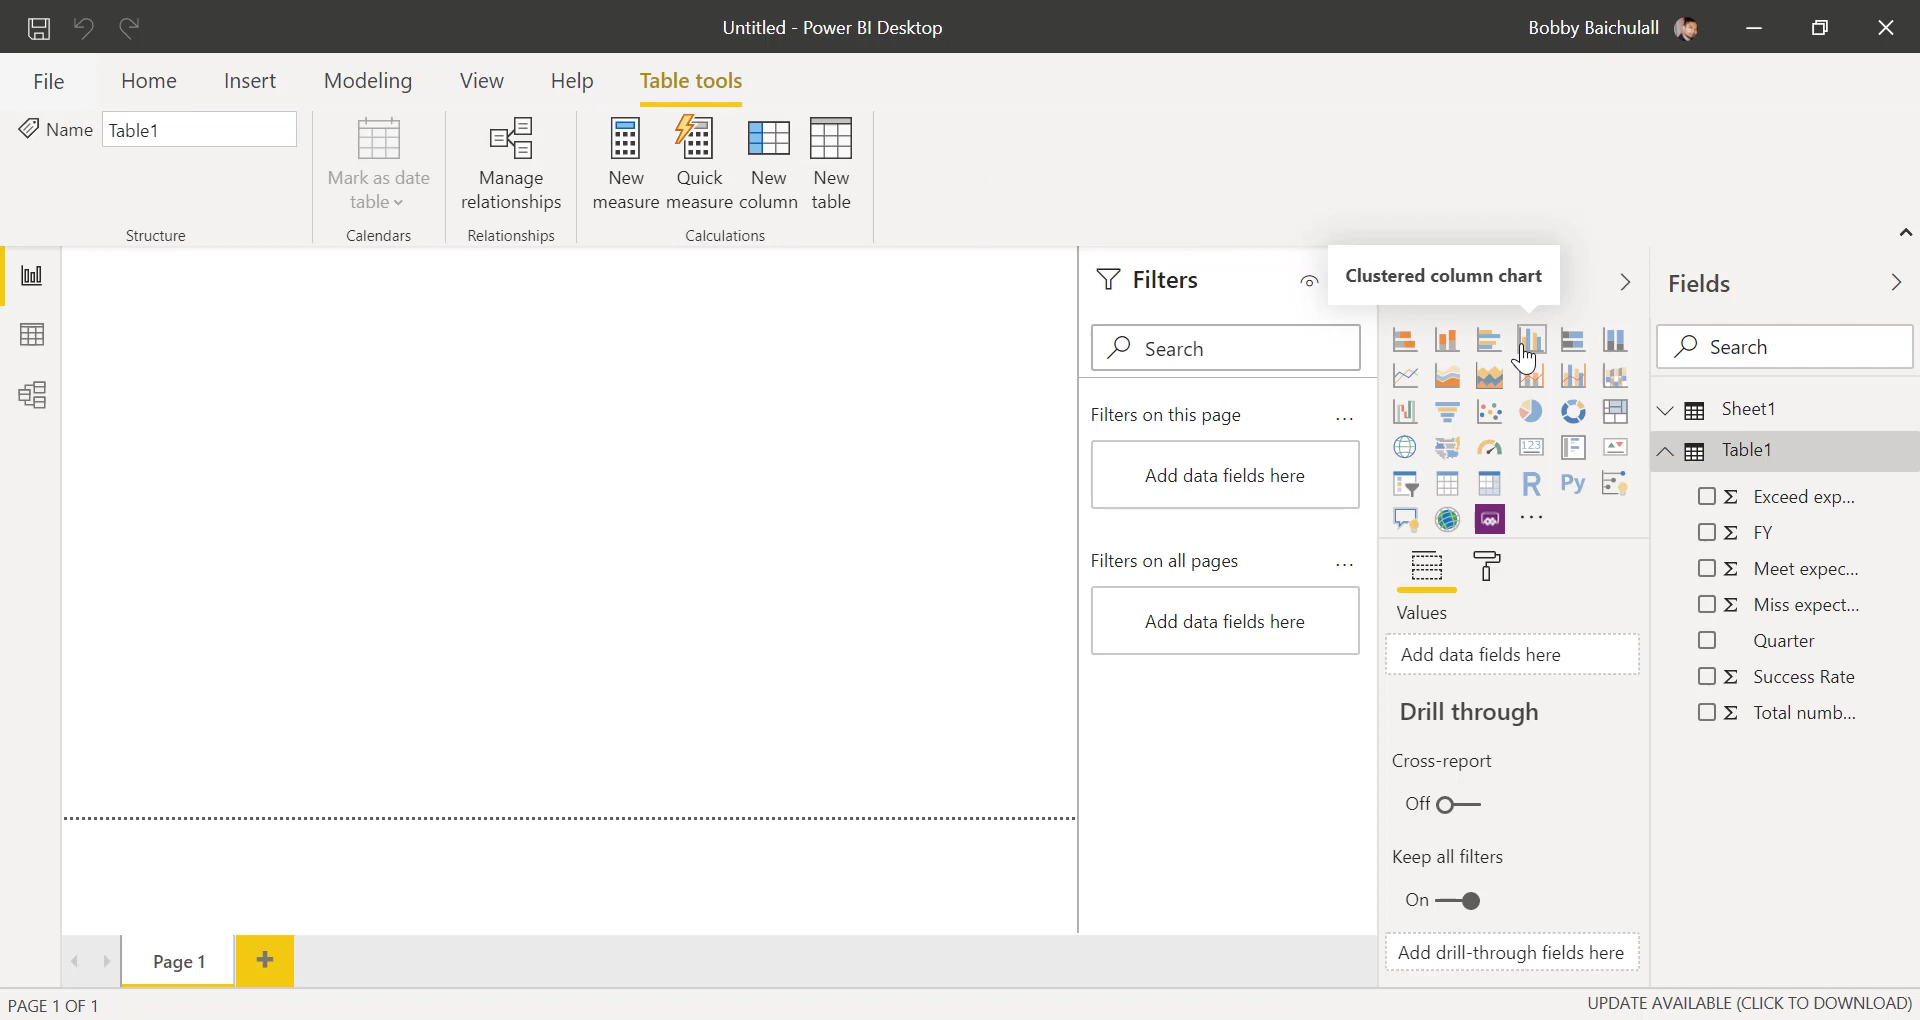 Untitled - Power BI Desktop
Bobby Baichulall
File
Home
Insert
Modeling
View
Help
Table tools
Name
Table1
Mark as date
table
Manage
relationships
New
measure
Quick
measure
New
column
New
table
Structure
Calendars
Relationships
Calculations
Filters
Clustered column chart
Fields
Search
Search
Filters on this page
...
Add data fields here
Filters on all pages
...
Add data fields here
123
R
Py
...
Values
Add data fields here
Drill through
Cross-report
Off
Keep all filters
On
Add drill-through fields here
Sheet1
Table1
Σ Exceed exp...
Σ FY
Σ Meet expec...
Σ Miss expect...
Quarter
Σ Success Rate
Σ Total numb...
Page 1
+
PAGE 1 OF 1
UPDATE AVAILABLE (CLICK TO DOWNLOAD)